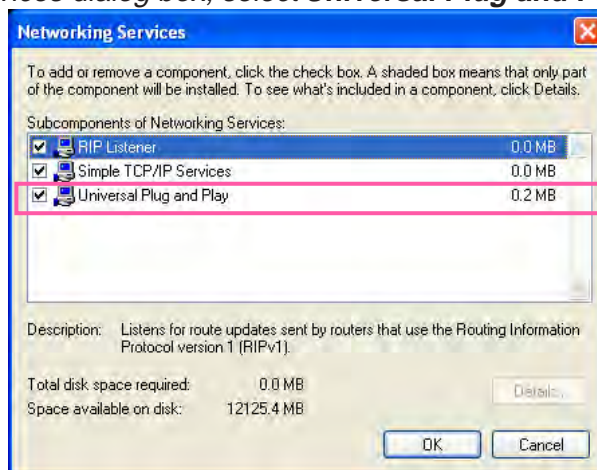 dialog box, select
Networking Services
To add or remove a component, click the check box. A shaded box means that only part
of the component will be installed. To see what's included in a component, click Details.
Subcomponents of Networking Services:
RIP Listener 0.0 MB
Simple TCP/IP Services 0.0 MB
Universal Plug and Play 0.2 MB
Description: Listens for route updates sent by routers that use the Routing Information
Protocol version 1 (RIPv1).
Total disk space required: 0.0 MB
Details...
Space available on disk: 12125.4 MB
OK Cancel